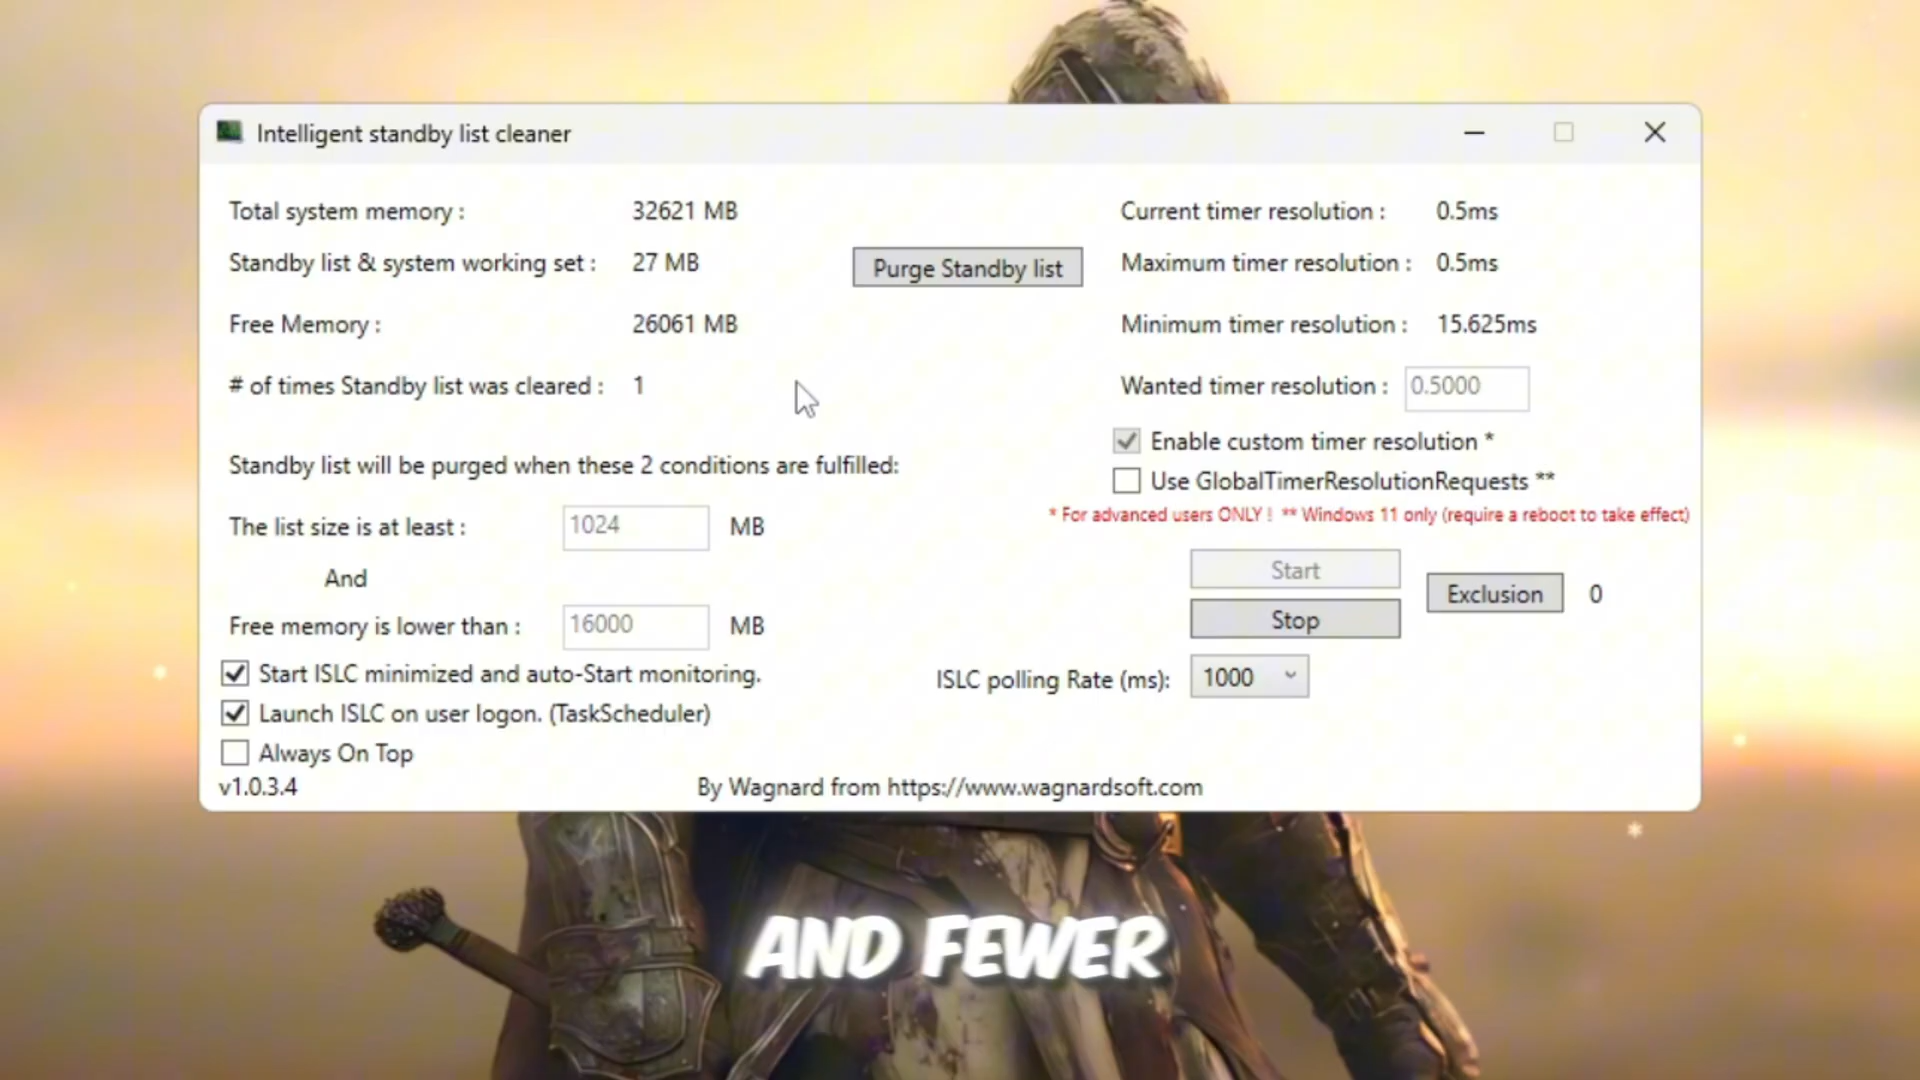 Intelligent standby list cleaner
Total system memory : 32621 MB
Standby list & system working set : 27 MB
Purge Standby list
Free Memory : 26061 MB
# of times Standby list was cleared : 1
Standby list will be purged when these 2 conditions are fulfilled:
The list size is at least : 1024 MB
And
Free memory is lower than : 16000 MB
Start ISLC minimized and auto-Start monitoring.
Launch ISLC on user logon. (TaskScheduler)
Always On Top
v1.0.3.4
Current timer resolution : 0.5ms
Maximum timer resolution : 0.5ms
Minimum timer resolution : 15.625ms
Wanted timer resolution : 0.5000
Enable custom timer resolution *
Use GlobalTimerResolutionRequests **
* For advanced users ONLY ! ** Windows 11 only (require a reboot to take effect)
Start
Stop
Exclusion 0
ISLC polling Rate (ms): 1000
By Wagnard from https://www.wagnardsoft.com
AND FEWER